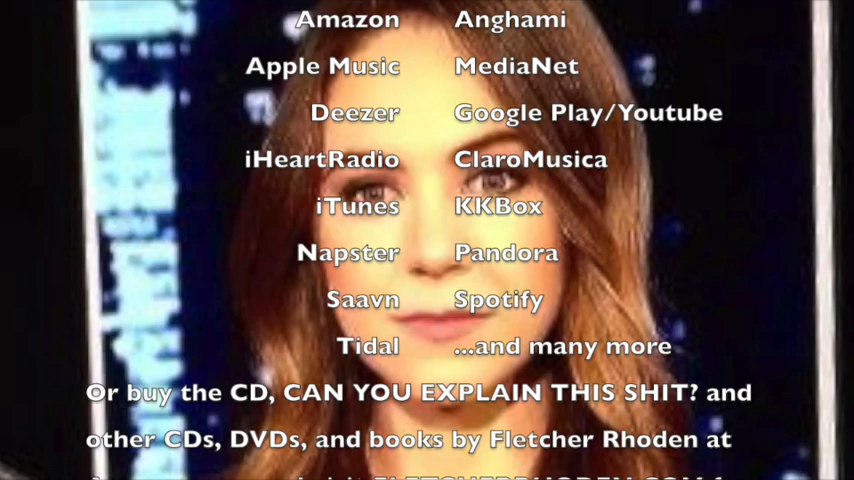 Amazon Anghami
Apple Music MediaNet
Deezer Google Play/Youtube
iHeartRadio ClaroMusica
iTunes KKBox
Napster Pandora
Saavn Spotify
Tidal ...and many more
Or buy the CD, CAN YOU EXPLAIN THIS SHIT? and
other CDs, DVDs, and books by Fletcher Rhoden at